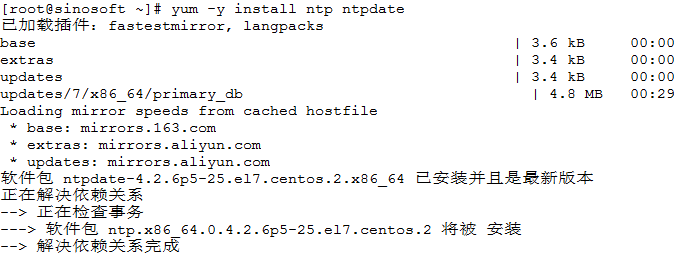 [root@sinosoft ~]# yum -y install ntp ntpdate
已加载插件：fastestmirror, langpacks
base | 3.6 kB 00:00
extras | 3.4 kB 00:00
updates | 3.4 kB 00:00
updates/7/x86_64/primary_db | 4.8 MB 00:29
Loading mirror speeds from cached hostfile
* base: mirrors.163.com
* extras: mirrors.aliyun.com
* updates: mirrors.aliyun.com
软件包 ntpdate-4.2.6p5-25.el7.centos.2.x86_64 已安装并且是最新版本
正在解决依赖关系
--> 正在检查事务
---> 软件包 ntp.x86_64.0.4.2.6p5-25.el7.centos.2 将被 安装
--> 解决依赖关系完成